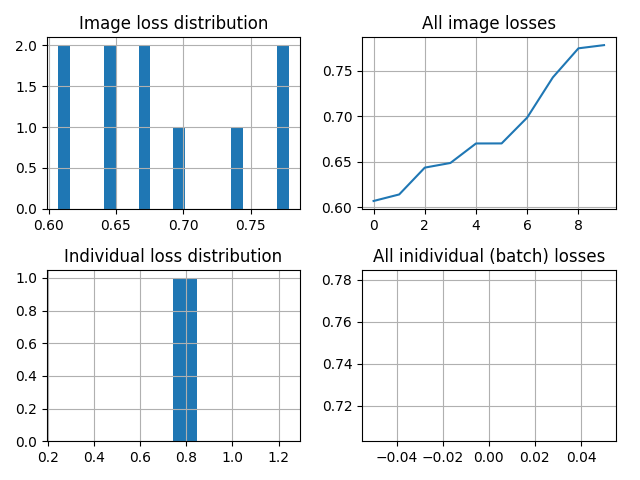 Image loss distribution
2.0
1.5
1.0
0.5
0.0
0.60 0.65 0.70 0.75
All image losses
0.75
0.70
0.65
0.60
0 2 4 6 8
Individual loss distribution
1.0
0.8
0.6
0.4
0.2
0.0
0.2 0.4 0.6 0.8 1.0 1.2
All inidividual (batch) losses
0.78
0.76
0.74
0.72
−0.04 −0.02 0.00 0.02 0.04